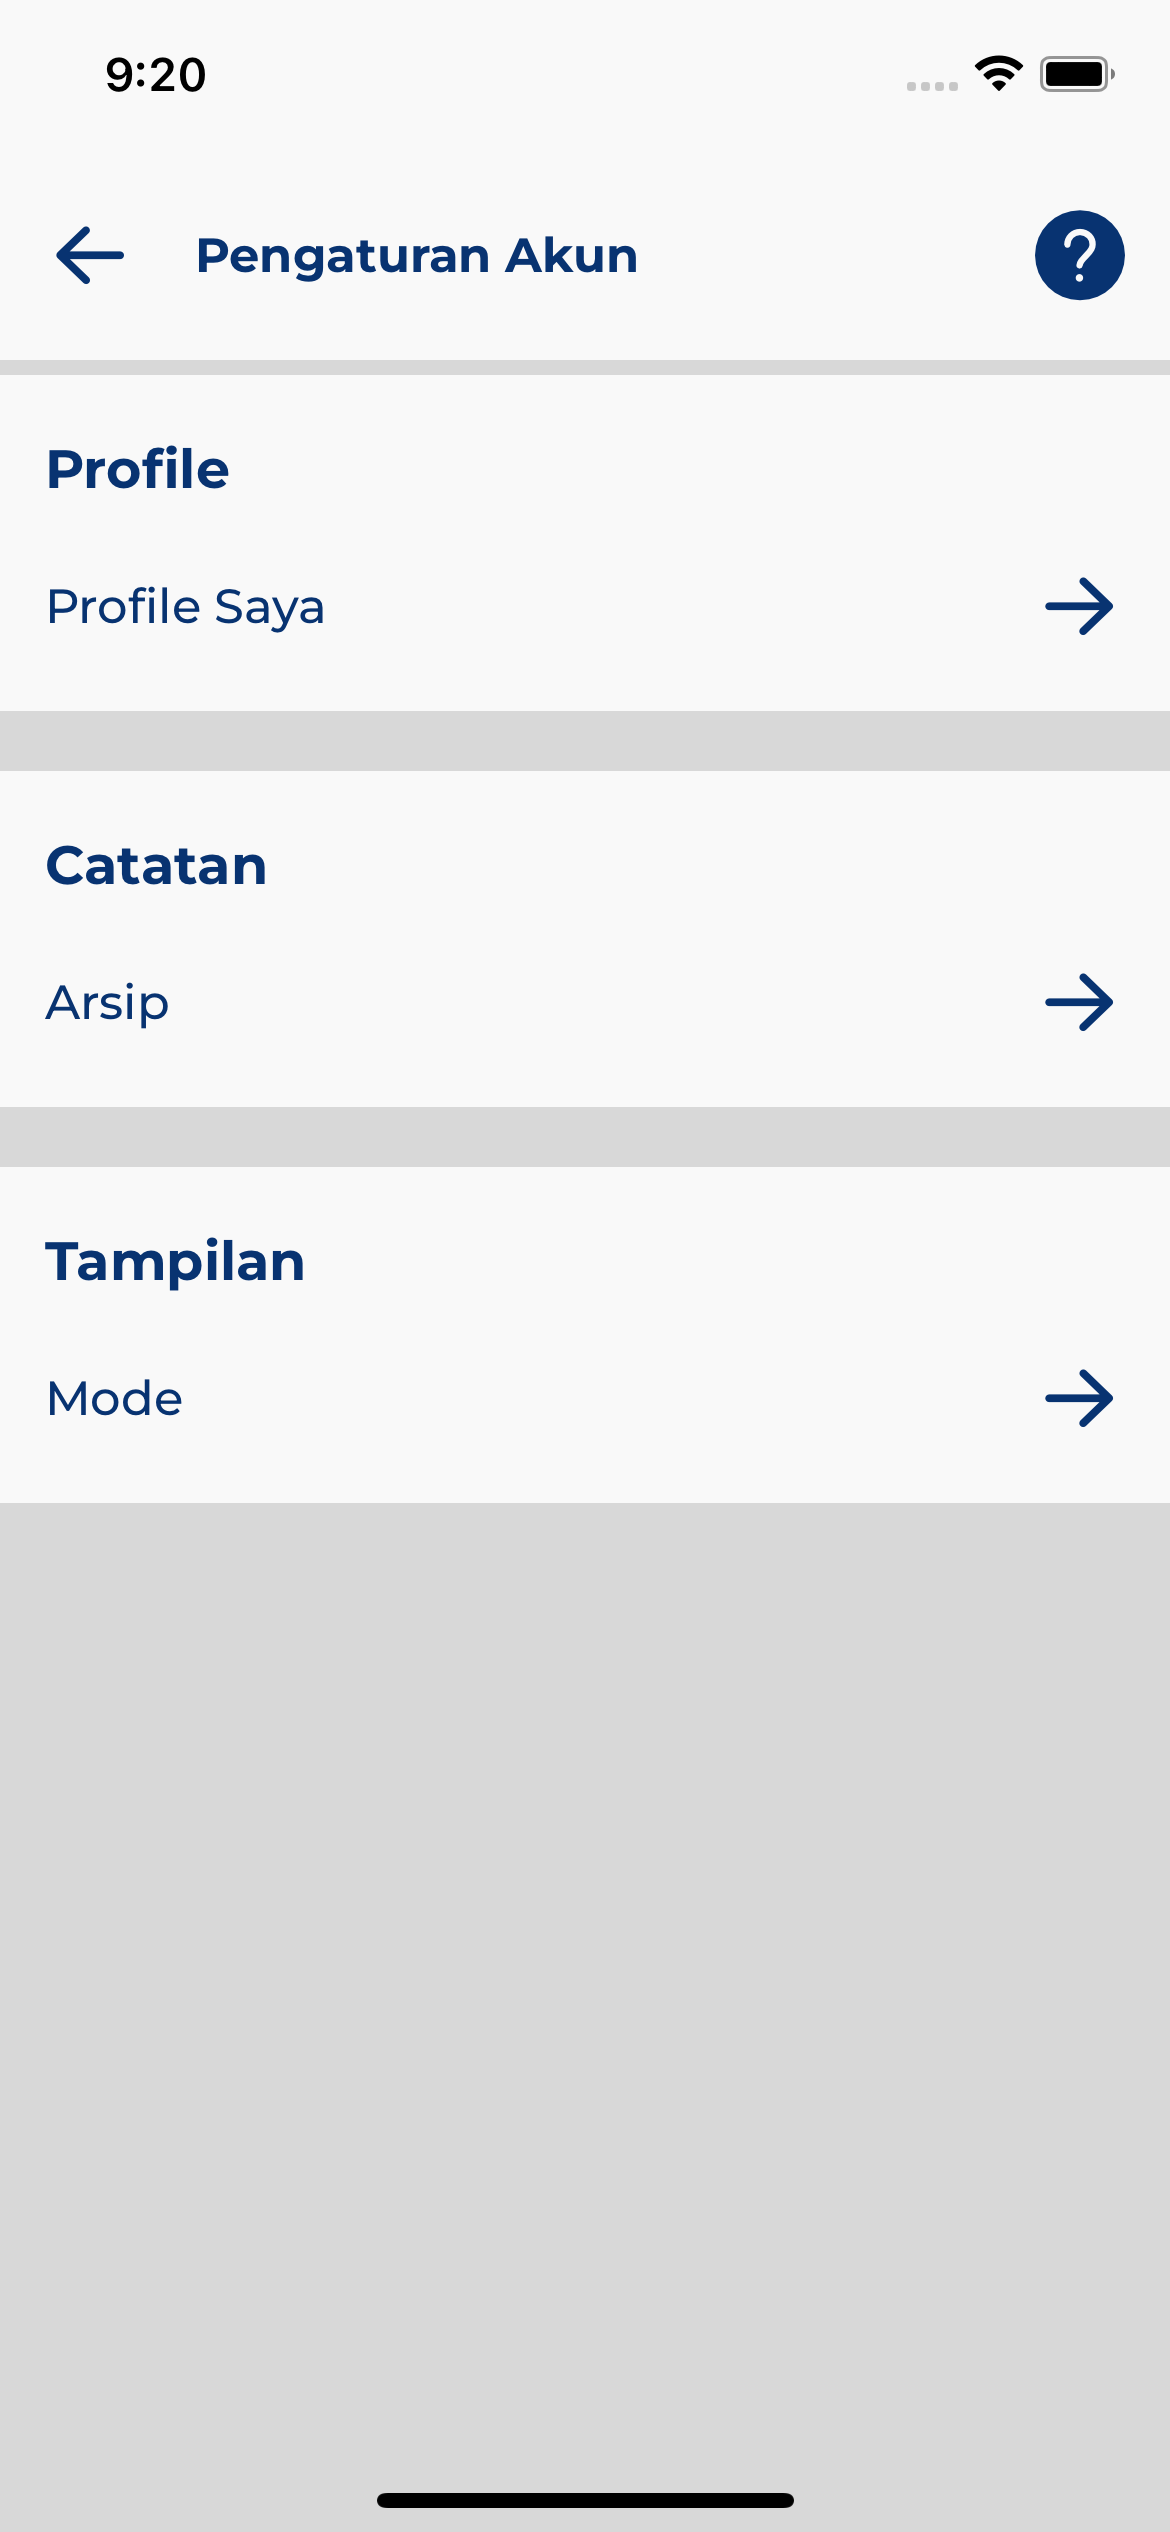 9:20
Pengaturan Akun
Profile
Profile Saya
Catatan
Arsip
Tampilan
Mode